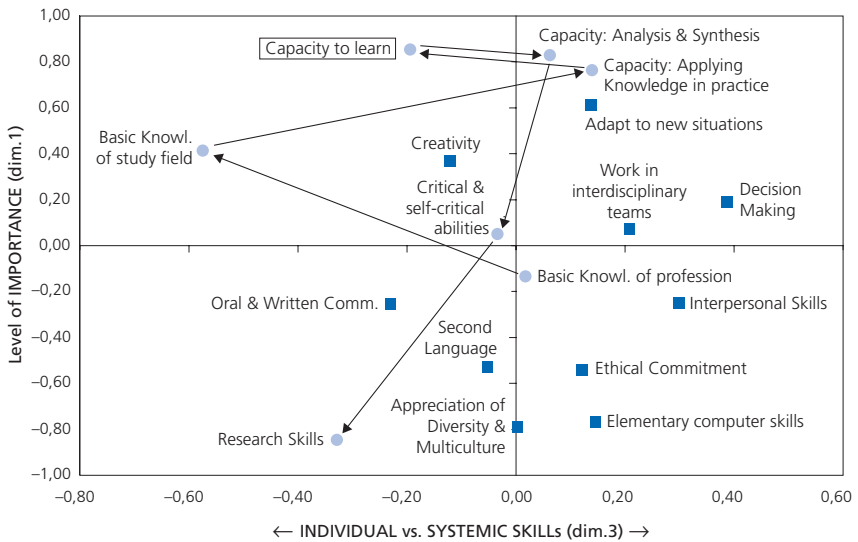 1,00
0,80
0,60
0,40
0,20
0,00
–0,20
–0,40
–0,60
–0,80
–1,00
Level of IMPORTANCE (dim.1)
Capacity to learn
Capacity: Analysis & Synthesis
Capacity: Applying
Knowledge in practice
Adapt to new situations
Basic Knowl.
of study field
Creativity
Critical &
self-critical
abilities
Work in
interdisciplinary
teams
Decision
Making
Basic Knowl. of profession
Oral & Written Comm.
Interpersonal Skills
Second
Language
Ethical Commitment
Appreciation of
Diversity &
Multiculture
Elementary computer skills
Research Skills
–0,80 –0,60 –0,40 –0,20 0,00 0,20 0,40 0,60
← INDIVIDUAL vs. SYSTEMIC SKILLs (dim.3) →